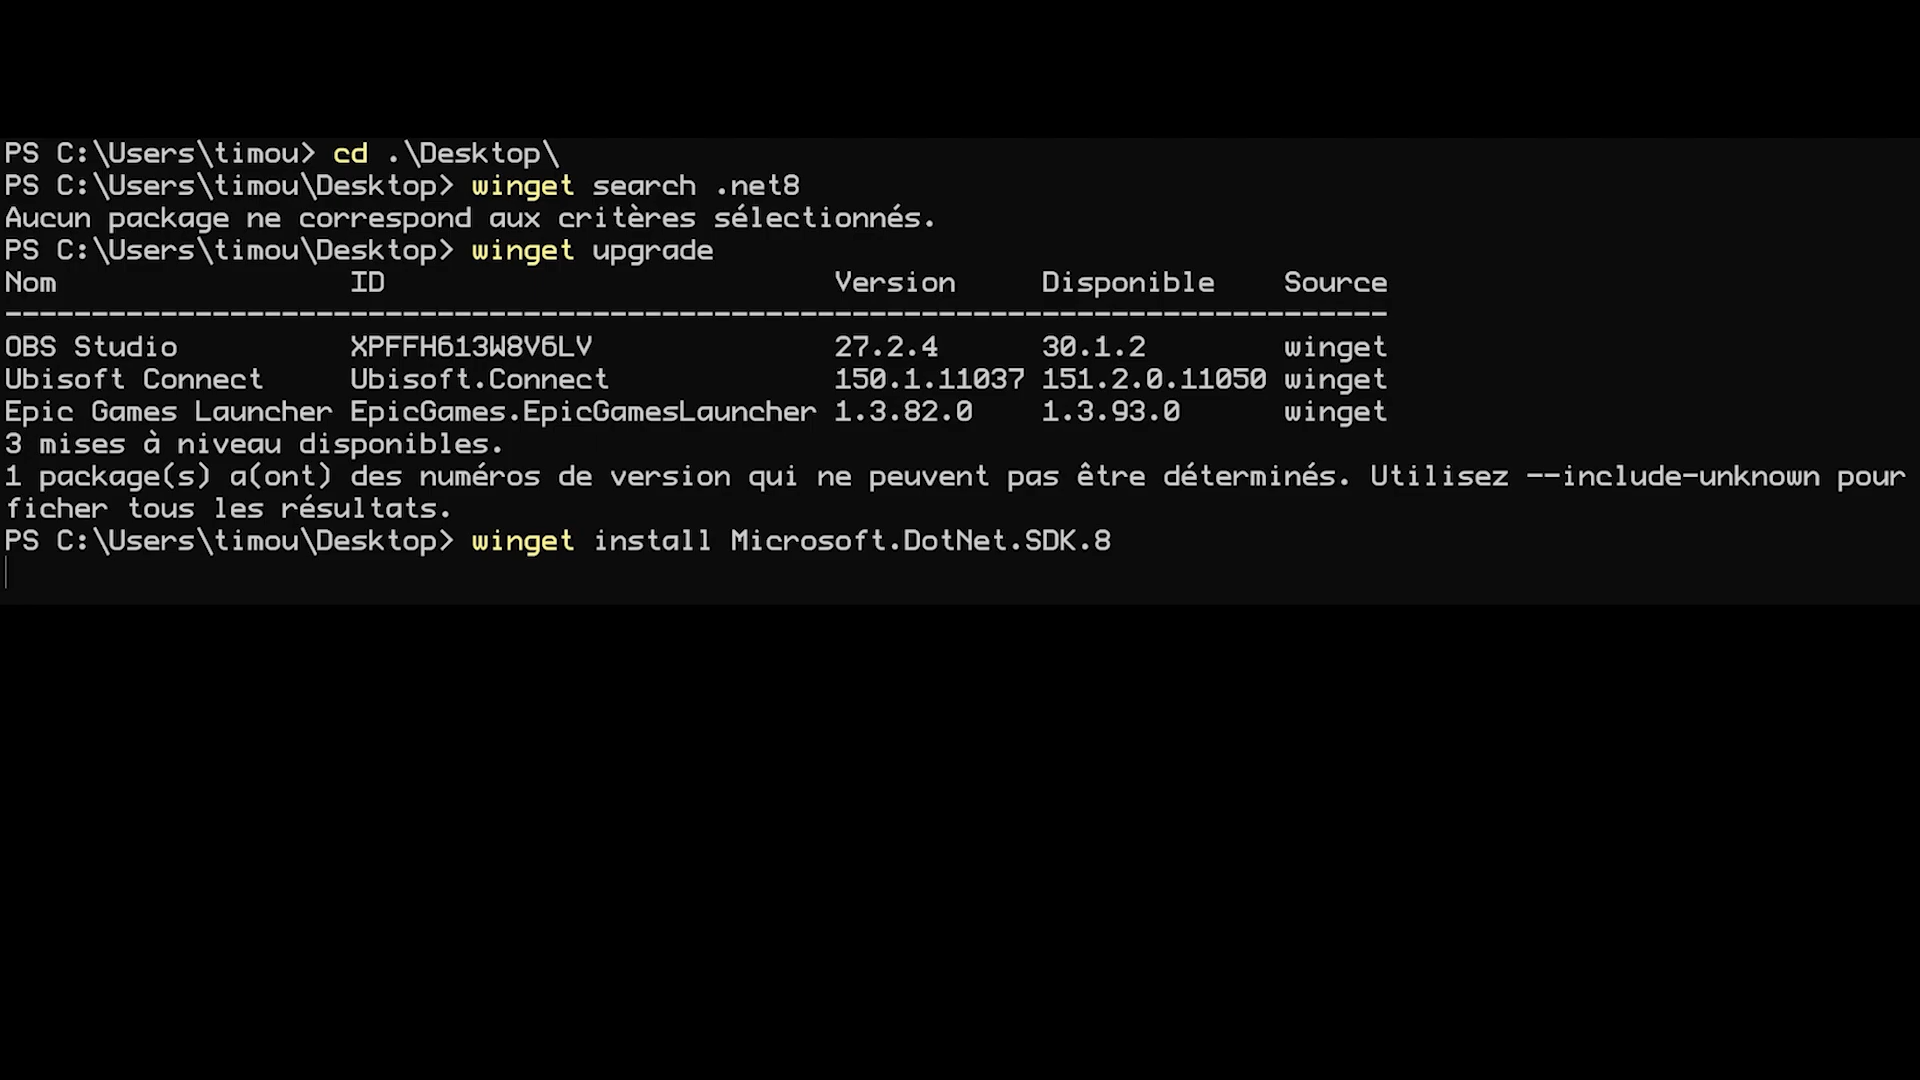 PS C:\Users\timou> cd .\Desktop\
PS C:\Users\timou\Desktop> winget search .net8
Aucun package ne correspond aux critères sélectionnés.
PS C:\Users\timou\Desktop> winget upgrade
Nom                 ID                          Version     Disponible    Source
--------------------------------------------------------------------------------
OBS Studio          XPFFH613W8V6LV              27.2.4      30.1.2        winget
Ubisoft Connect     Ubisoft.Connect             150.1.11037 151.2.0.11050 winget
Epic Games Launcher EpicGames.EpicGamesLauncher 1.3.82.0    1.3.93.0      winget
3 mises à niveau disponibles.
1 package(s) a(ont) des numéros de version qui ne peuvent pas être déterminés. Utilisez --include-unknown pour
ficher tous les résultats.
PS C:\Users\timou\Desktop> winget install Microsoft.DotNet.SDK.8